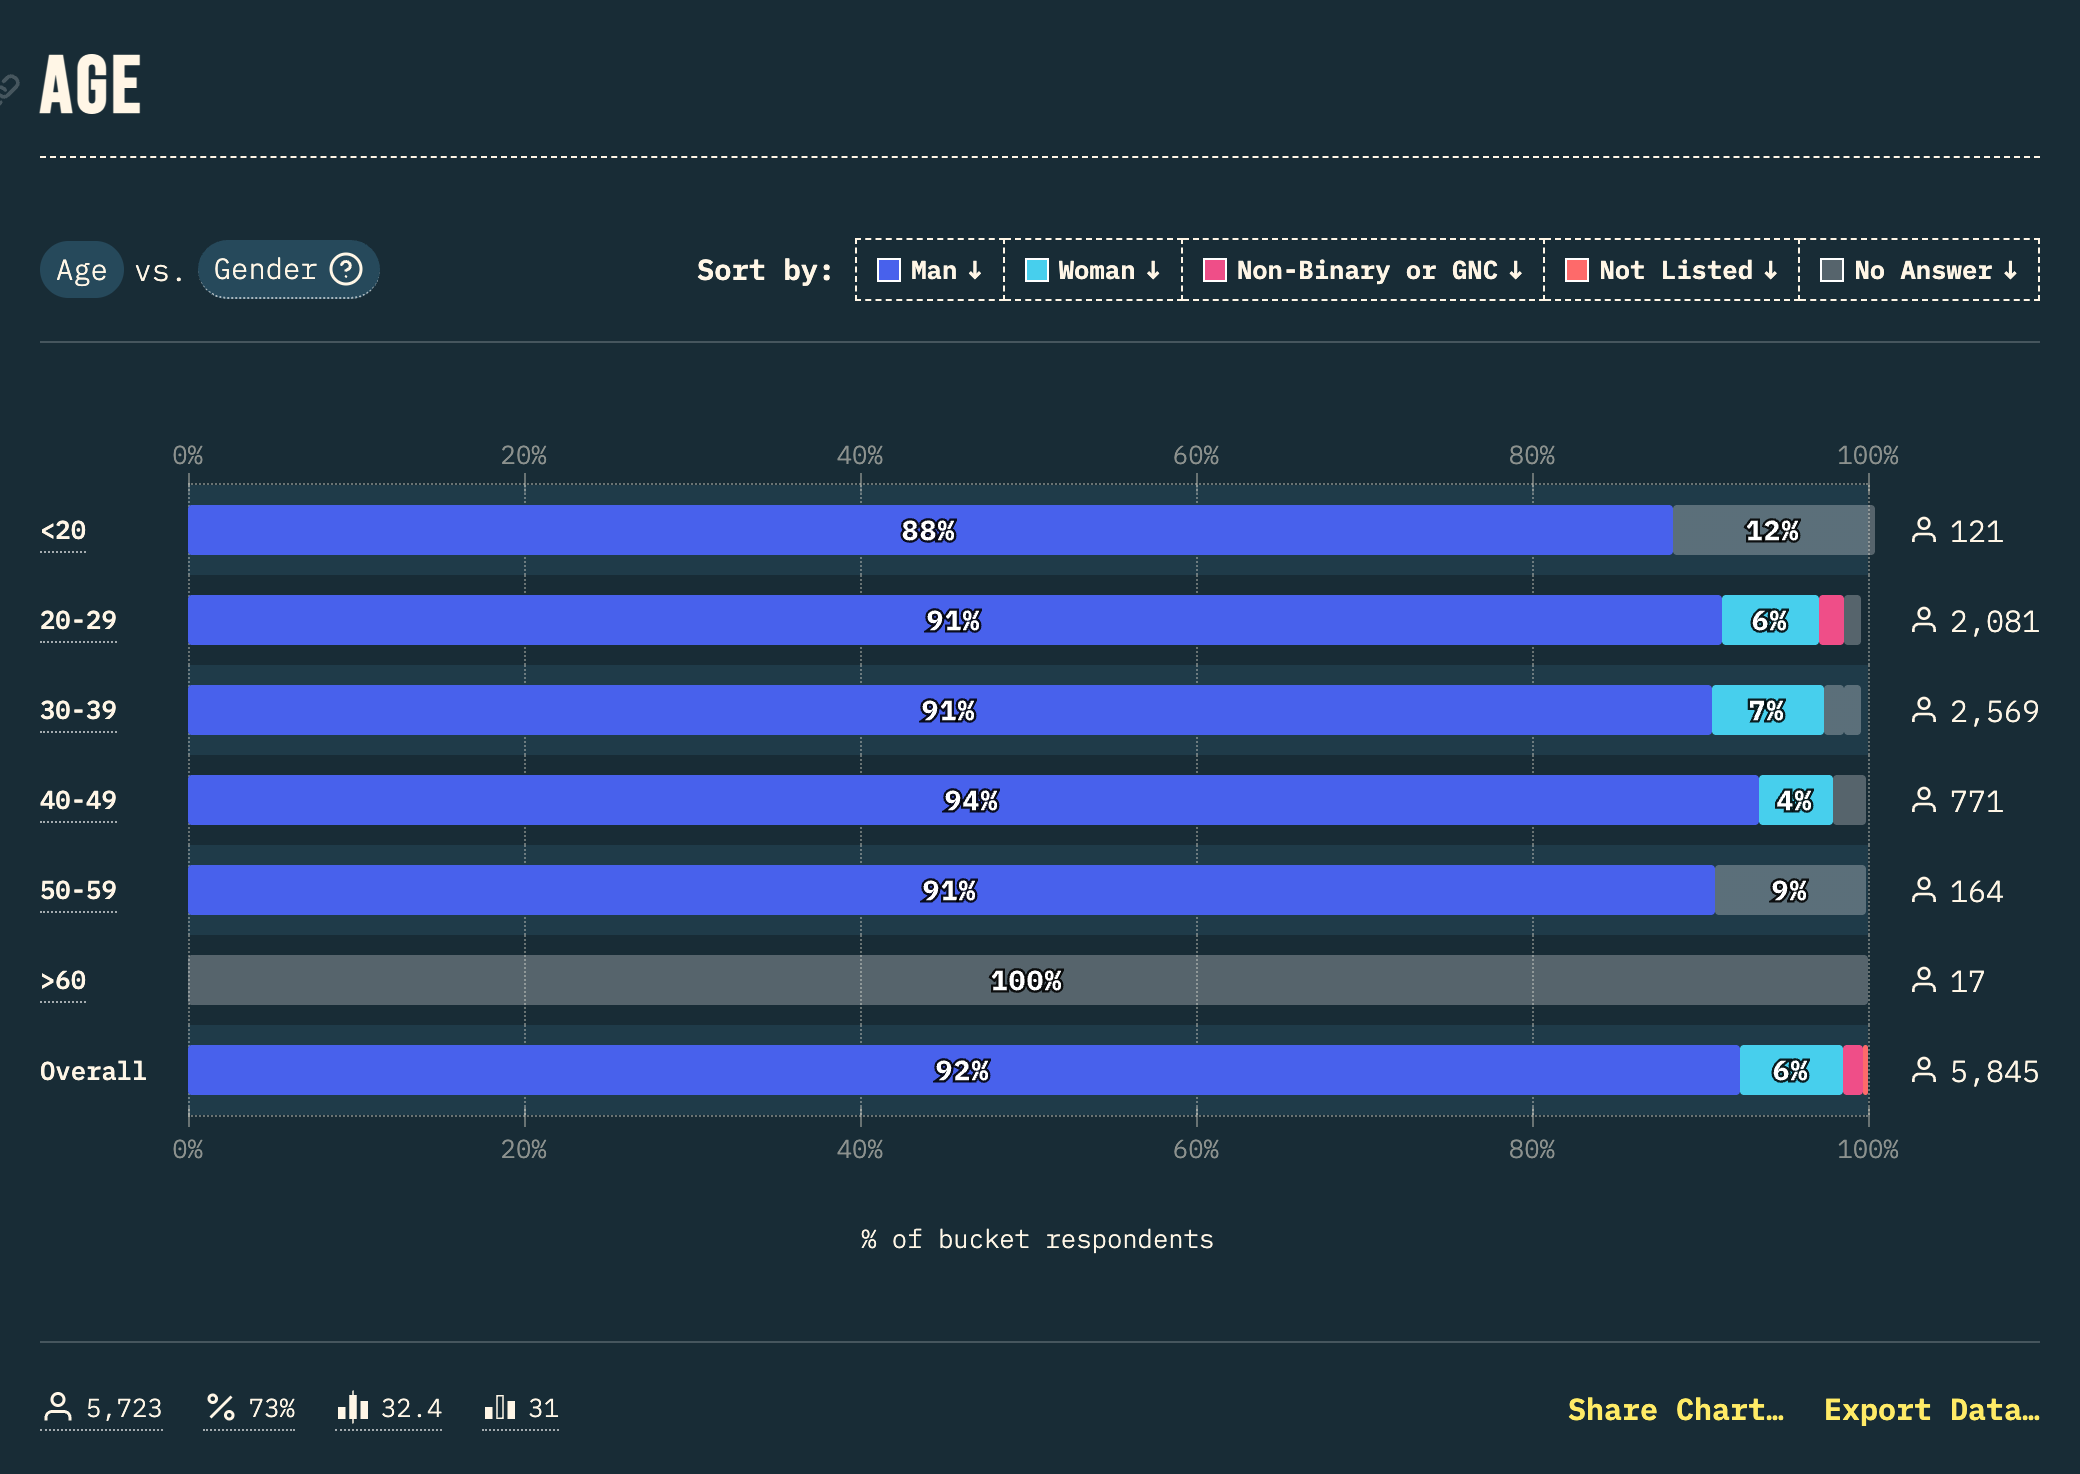 AGE
Age vs. Gender ?
Sort by: Man ↓ Woman ↓ Non-Binary or GNC ↓ Not Listed ↓ No Answer ↓
0% 20% 40% 60% 80% 100%
<20 88% 12% 121
20-29 91% 6% 2,081
30-39 91% 7% 2,569
40-49 94% 4% 771
50-59 91% 9% 164
>60 100% 17
Overall 92% 6% 5,845
0% 20% 40% 60% 80% 100%
% of bucket respondents
5,723 % 73% 32.4 31 Share Chart… Export Data…